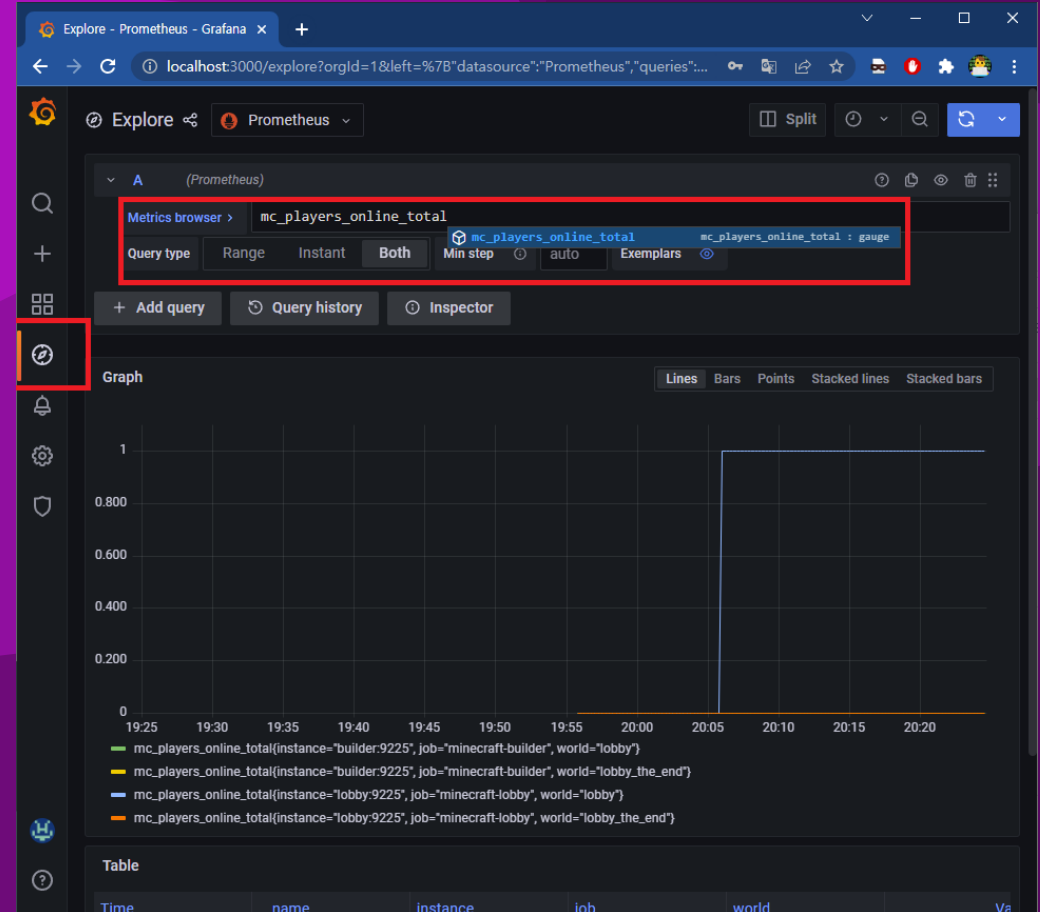 Explore - Prometheus - Grafana
localhost:3000/explore?orgId=1&left=%7B"datasource":"Prometheus","queries":...
Explore
Prometheus
Split
A (Prometheus)
Metrics browser > mc_players_online_total
mc_players_online_total mc_players_online_total : gauge
Query type Range Instant Both Min step auto Exemplars
+ Add query Query history Inspector
Graph Lines Bars Points Stacked lines Stacked bars
1
0.800
0.600
0.400
0.200
0
19:25 19:30 19:35 19:40 19:45 19:50 19:55 20:00 20:05 20:10 20:15 20:20
mc_players_online_total{instance="builder:9225", job="minecraft-builder", world="lobby"}
mc_players_online_total{instance="builder:9225", job="minecraft-builder", world="lobby_the_end"}
mc_players_online_total{instance="lobby:9225", job="minecraft-lobby", world="lobby"}
mc_players_online_total{instance="lobby:9225", job="minecraft-lobby", world="lobby_the_end"}
Table
Time name instance job world Va